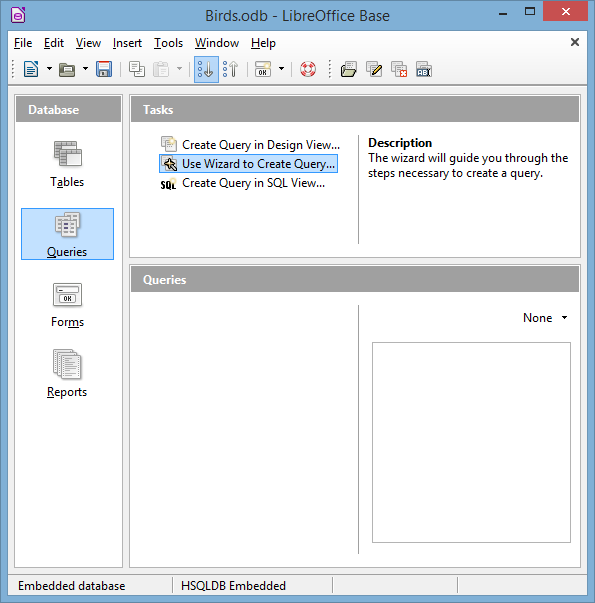 Birds.odb - LibreOffice Base
File Edit View Insert Tools Window Help
Database
Tables
Queries
Forms
Reports
Tasks
Create Query in Design View...
Use Wizard to Create Query...
SQL Create Query in SQL View...
Description
The wizard will guide you through the
steps necessary to create a query.
Queries
None
OK
Embedded database
HSQLDB Embedded